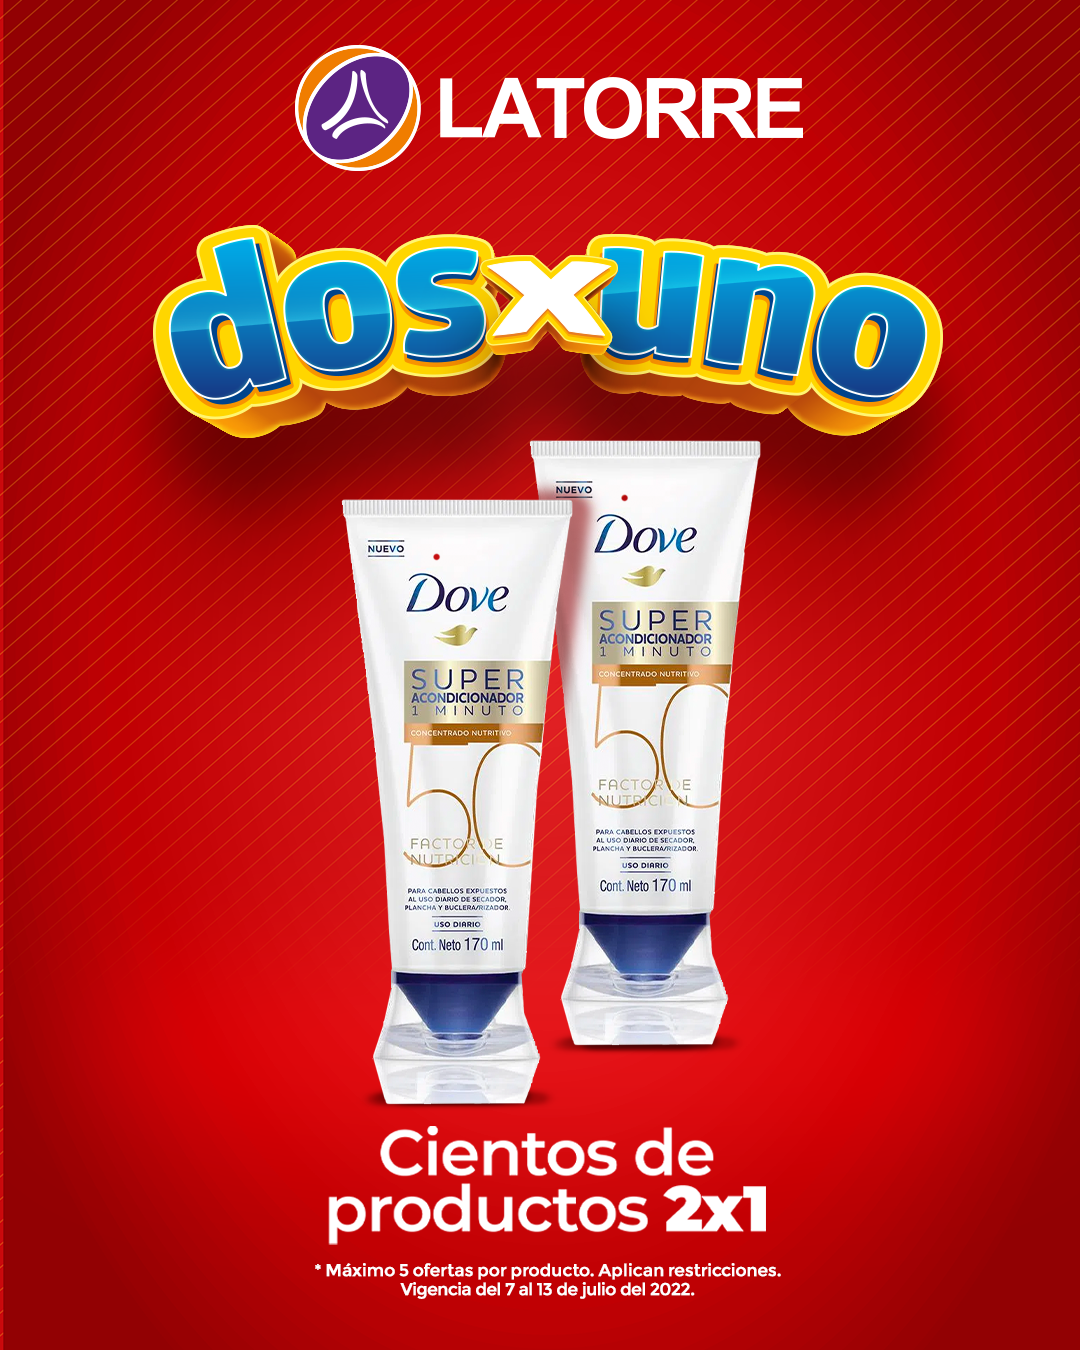 LATORRE
dosxuno
NUEVO
Dove
SUPER
ACONDICIONADOR
1 MINUTO
CONCENTRADO NUTRITIVO
50
FACTOR DE
NUTRICIÓN
PARA CABELLOS EXPUESTOS
AL USO DIARIO DE SECADOR,
PLANCHA Y BUCLERA/RIZADOR.
USO DIARIO
Cont. Neto 170 ml
NUEVO
Dove
SUPER
ACONDICIONADOR
1 MINUTO
CONCENTRADO NUTRITIVO
50
FACTOR DE
NUTRICIÓN
PARA CABELLOS EXPUESTOS
AL USO DIARIO DE SECADOR,
PLANCHA Y BUCLERA/RIZADOR.
USO DIARIO
Cont. Neto 170 ml
Cientos de
productos 2x1
* Máximo 5 ofertas por producto. Aplican restricciones.
Vigencia del 7 al 13 de julio del 2022.